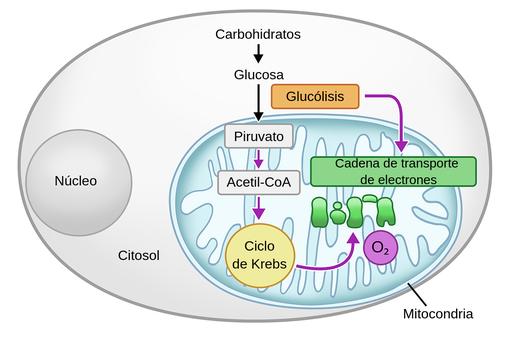 Carbohidratos
Glucosa
Glucólisis
Piruvato
Cadena de transporte
de electrones
Acetil-CoA
Núcleo
Ciclo
de Krebs
O₂
Citosol
Mitocondria